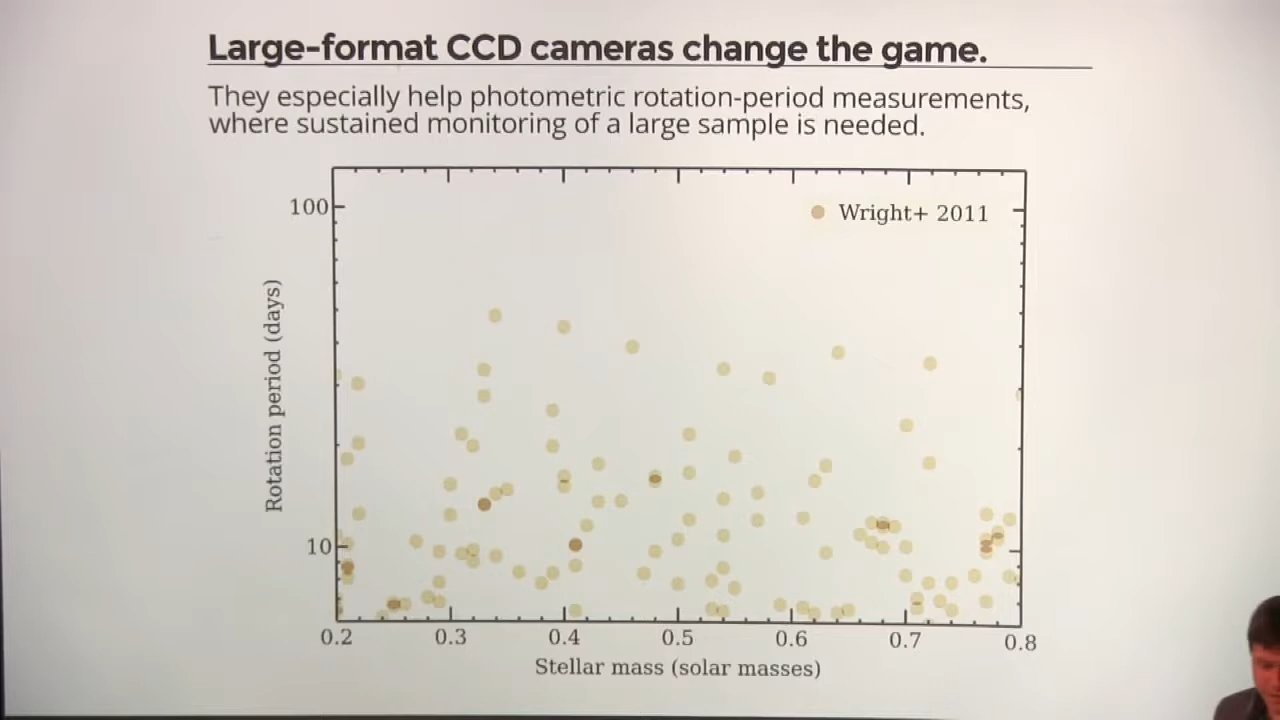 Large-format CCD cameras change the game.
They especially help photometric rotation-period measurements,
where sustained monitoring of a large sample is needed.
100
Wright+ 2011
Rotation period (days)
10
0.2 0.3 0.4 0.5 0.6 0.7 0.8
Stellar mass (solar masses)